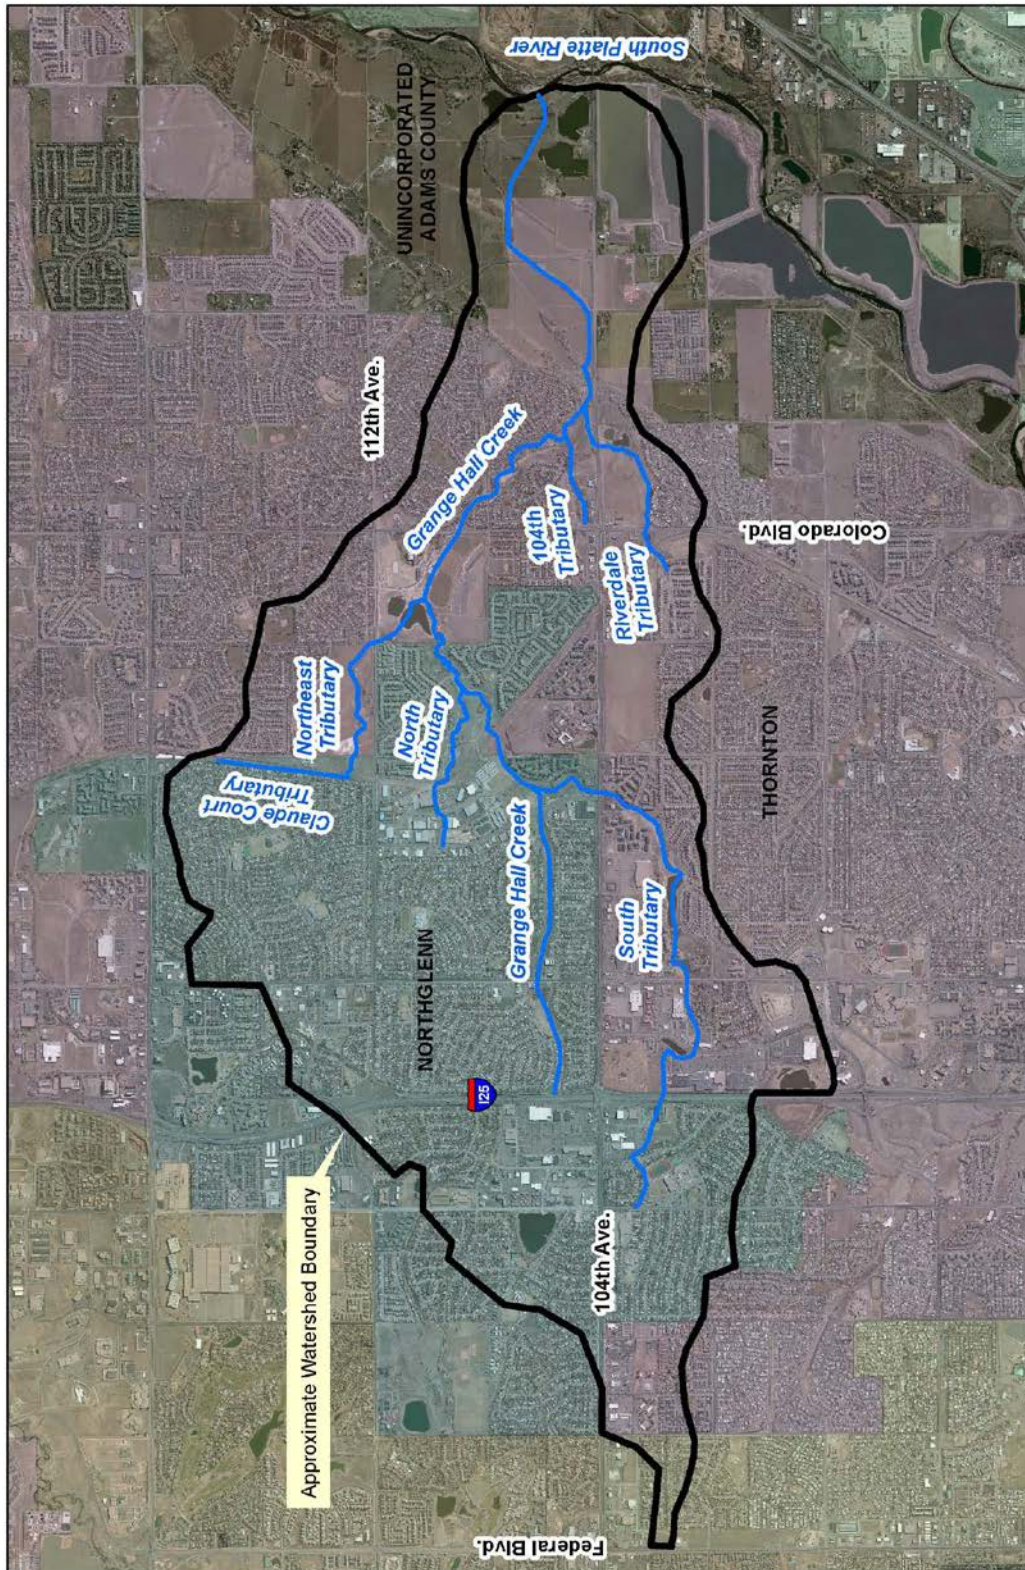 South Platte River
UNINCORPORATED
ADAMS COUNTY
112th Ave.
Grange Hall Creek
104th
Tributary
Riverdale
Tributary
Colorado Blvd.
Northeast
Tributary
North
Tributary
Claude Court
Tributary
THORNTON
Grange Hall Creek
South
Tributary
NORTHGLENN
I25
Approximate Watershed Boundary
104th Ave.
Federal Blvd.